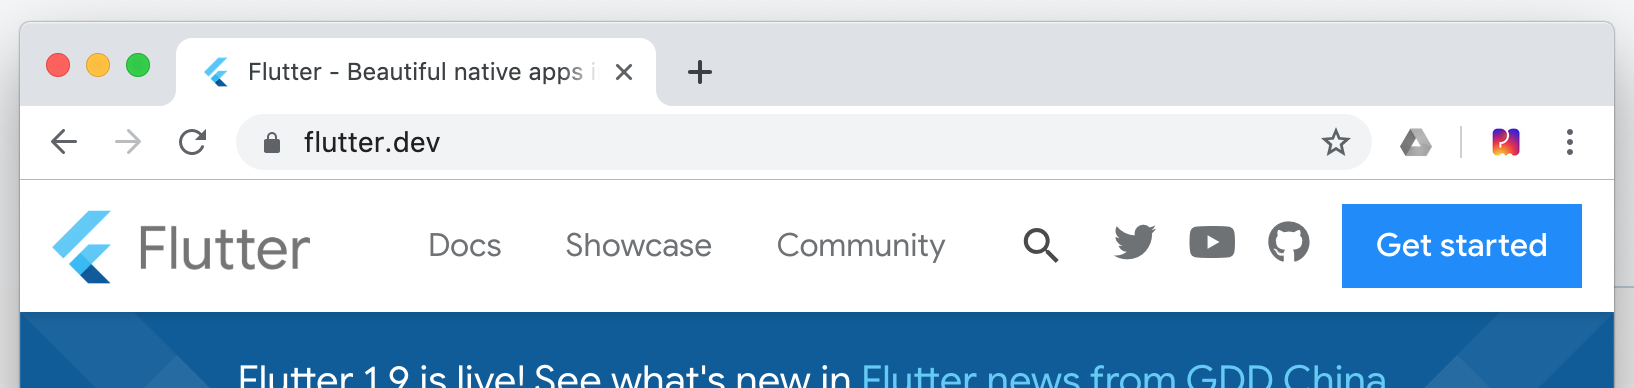 Flutter - Beautiful native apps i
flutter.dev
Flutter
Docs
Showcase
Community
Get started
Flutter 1.9 is live! See what's new in Flutter news from GDD China